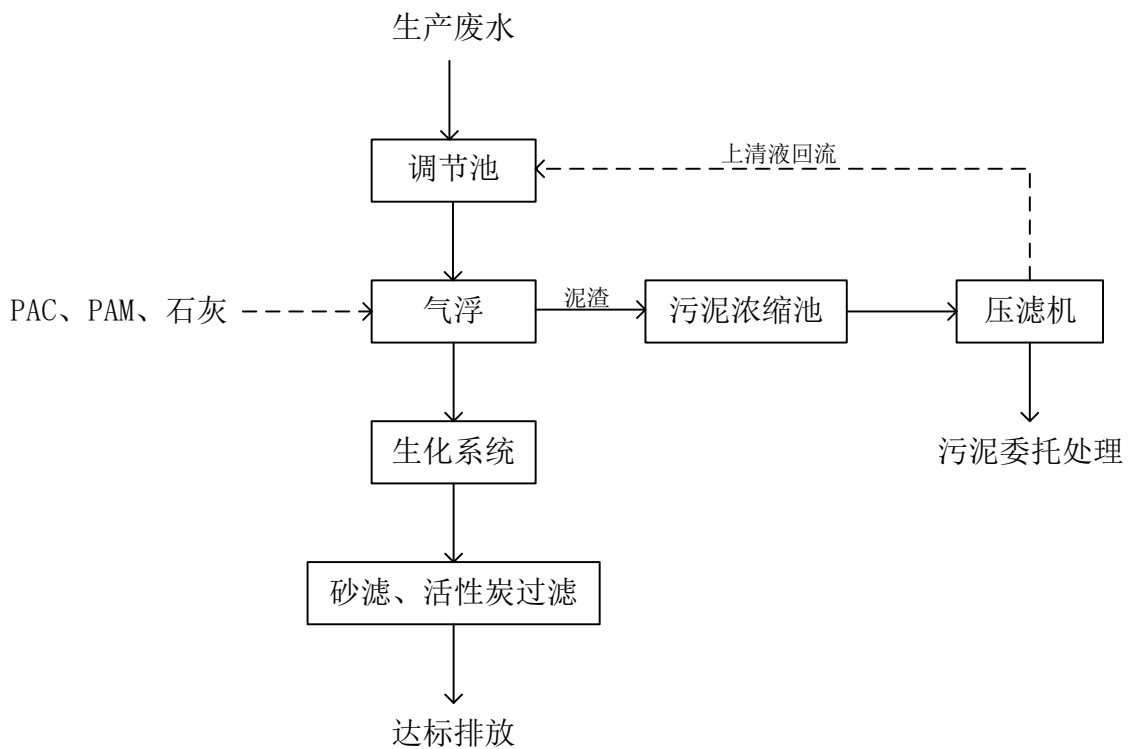 生产废水
调节池
上清液回流
PAC、PAM、石灰
气浮
泥渣
污泥浓缩池
压滤机
生化系统
污泥委托处理
砂滤、活性炭过滤
达标排放